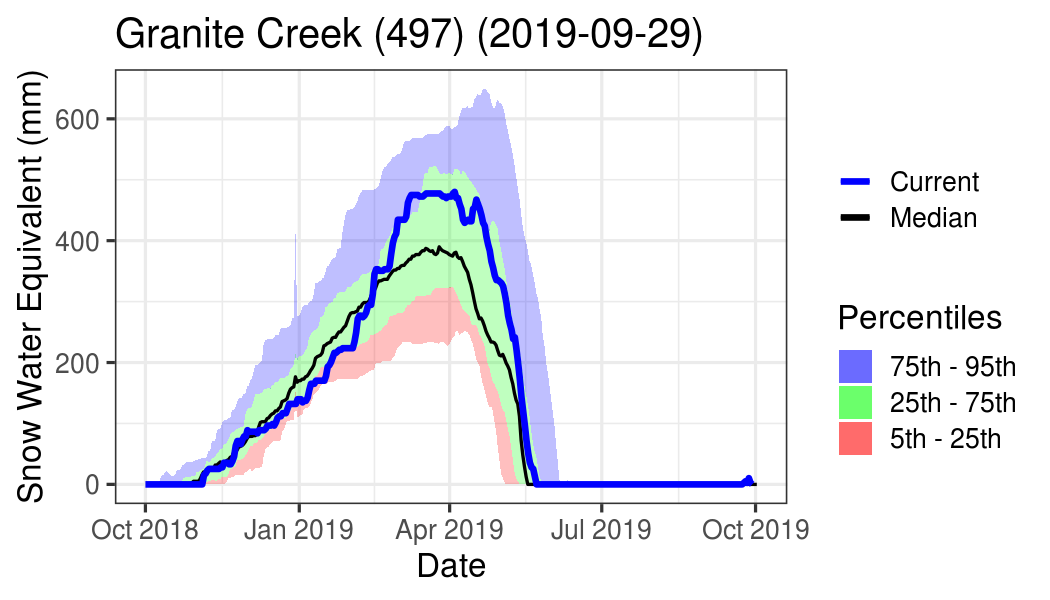 Granite Creek (497) (2019-09-29)
Snow Water Equivalent (mm)
600
400
200
0
Oct 2018 Jan 2019 Apr 2019 Jul 2019 Oct 2019
Date
Current
Median
Percentiles
75th - 95th
25th - 75th
5th - 25th